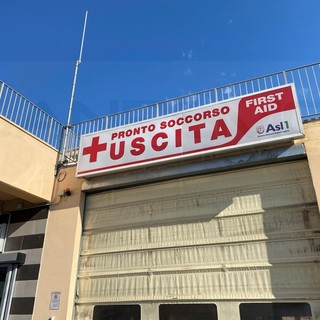 PRONTO SOCCORSO
USCITA
FIRST
AID
Asl1